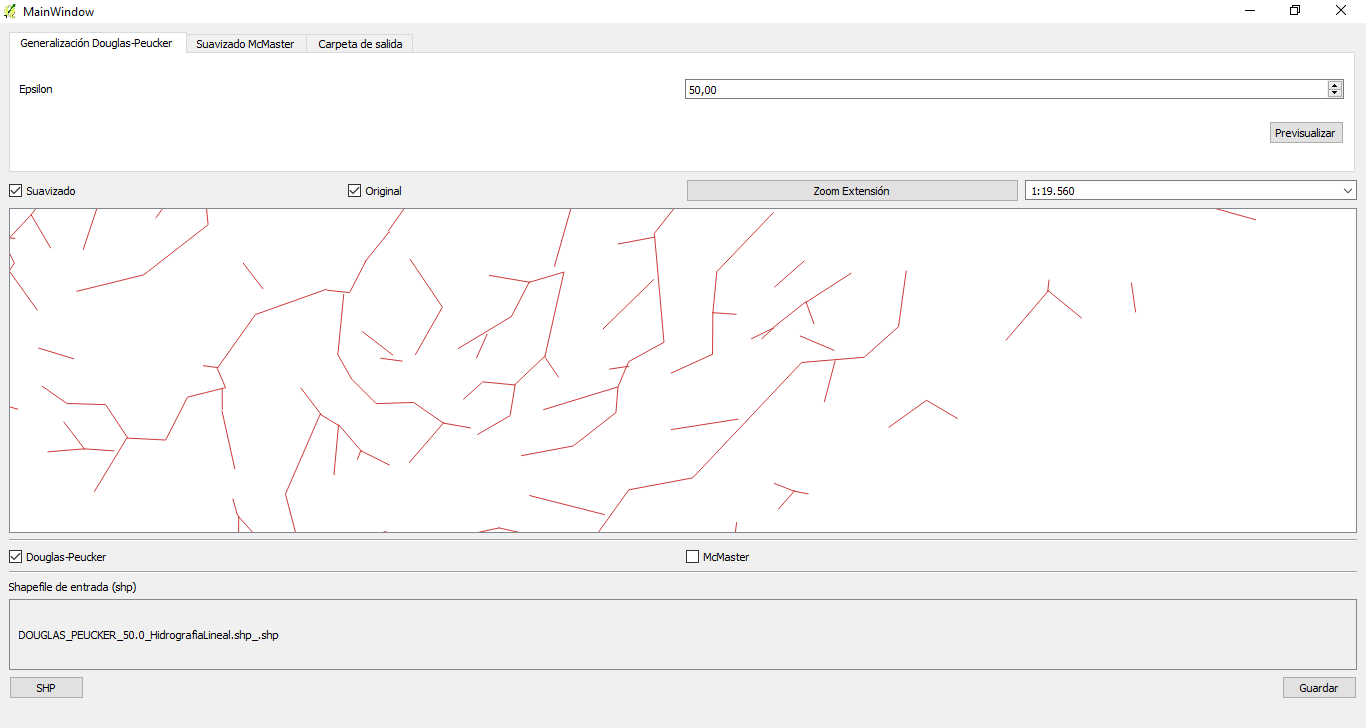 MainWindow
Generalización Douglas-Peucker Suavizado McMaster Carpeta de salida
Epsilon 50,00
Previsualizar
Suavizado Original Zoom Extensión 1:19.560
Douglas-Peucker McMaster
Shapefile de entrada (shp)
DOUGLAS_PEUCKER_50.0_HidrografiaLineal.shp_.shp
SHP Guardar